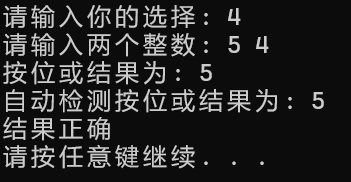 请输入你的选择: 4
请输入两个整数: 5 4
按位或结果为: 5
自动检测按位或结果为: 5
结果正确
请按任意键继续. . .